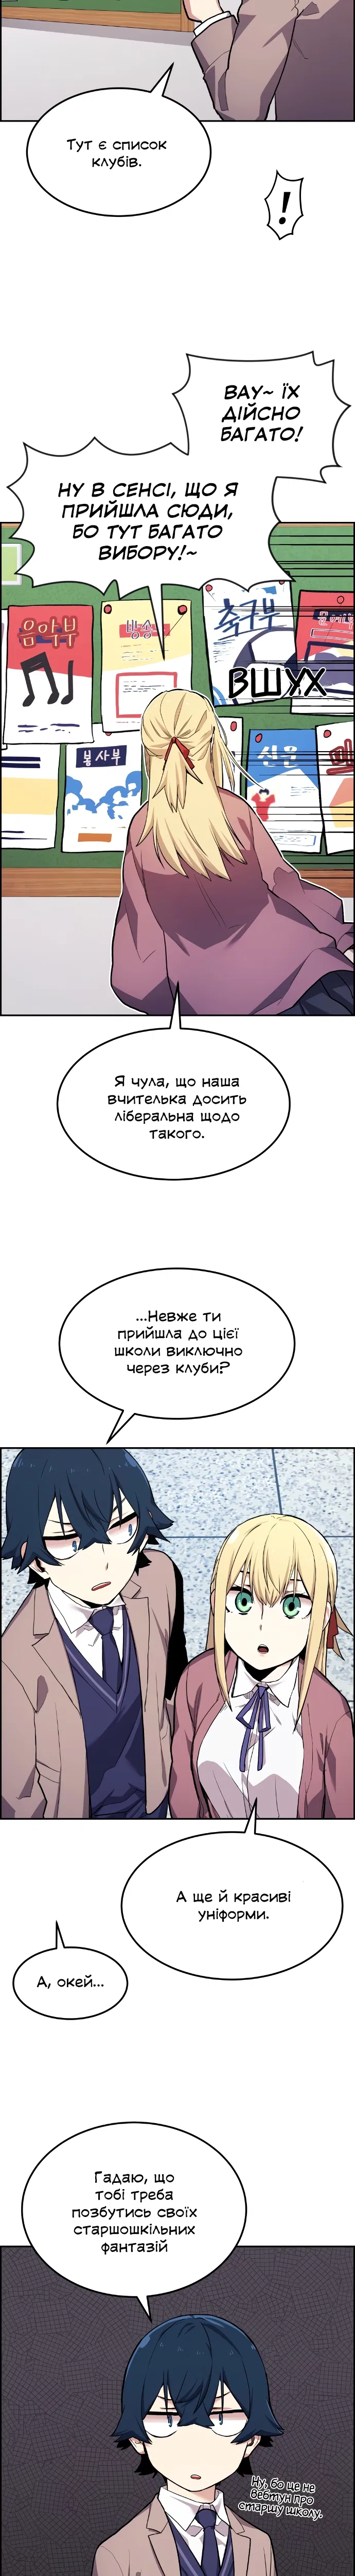 Тут є список
клубів.
!
ВАУ~ ЇХ
ДІЙСНО
БАГАТО!
НУ В СЕНСІ, ЩО Я
ПРИЙШЛА СЮДИ,
БО ТУТ БАГАТО
ВИБОРУ!~
음악부
방송
축구부
ВШУХ
봉사부
신문
Я чула, що наша
вчителька досить
ліберальна щодо
такого.
...Невже ти
прийшла до цієї
школи виключно
через клуби?
А ще й красиві
уніформи.
А, окей...
Гадаю, що
тобі треба
позбутись своїх
старшошкільних
фантазій
Ну, бо це не
вебтун про
старшу школу.